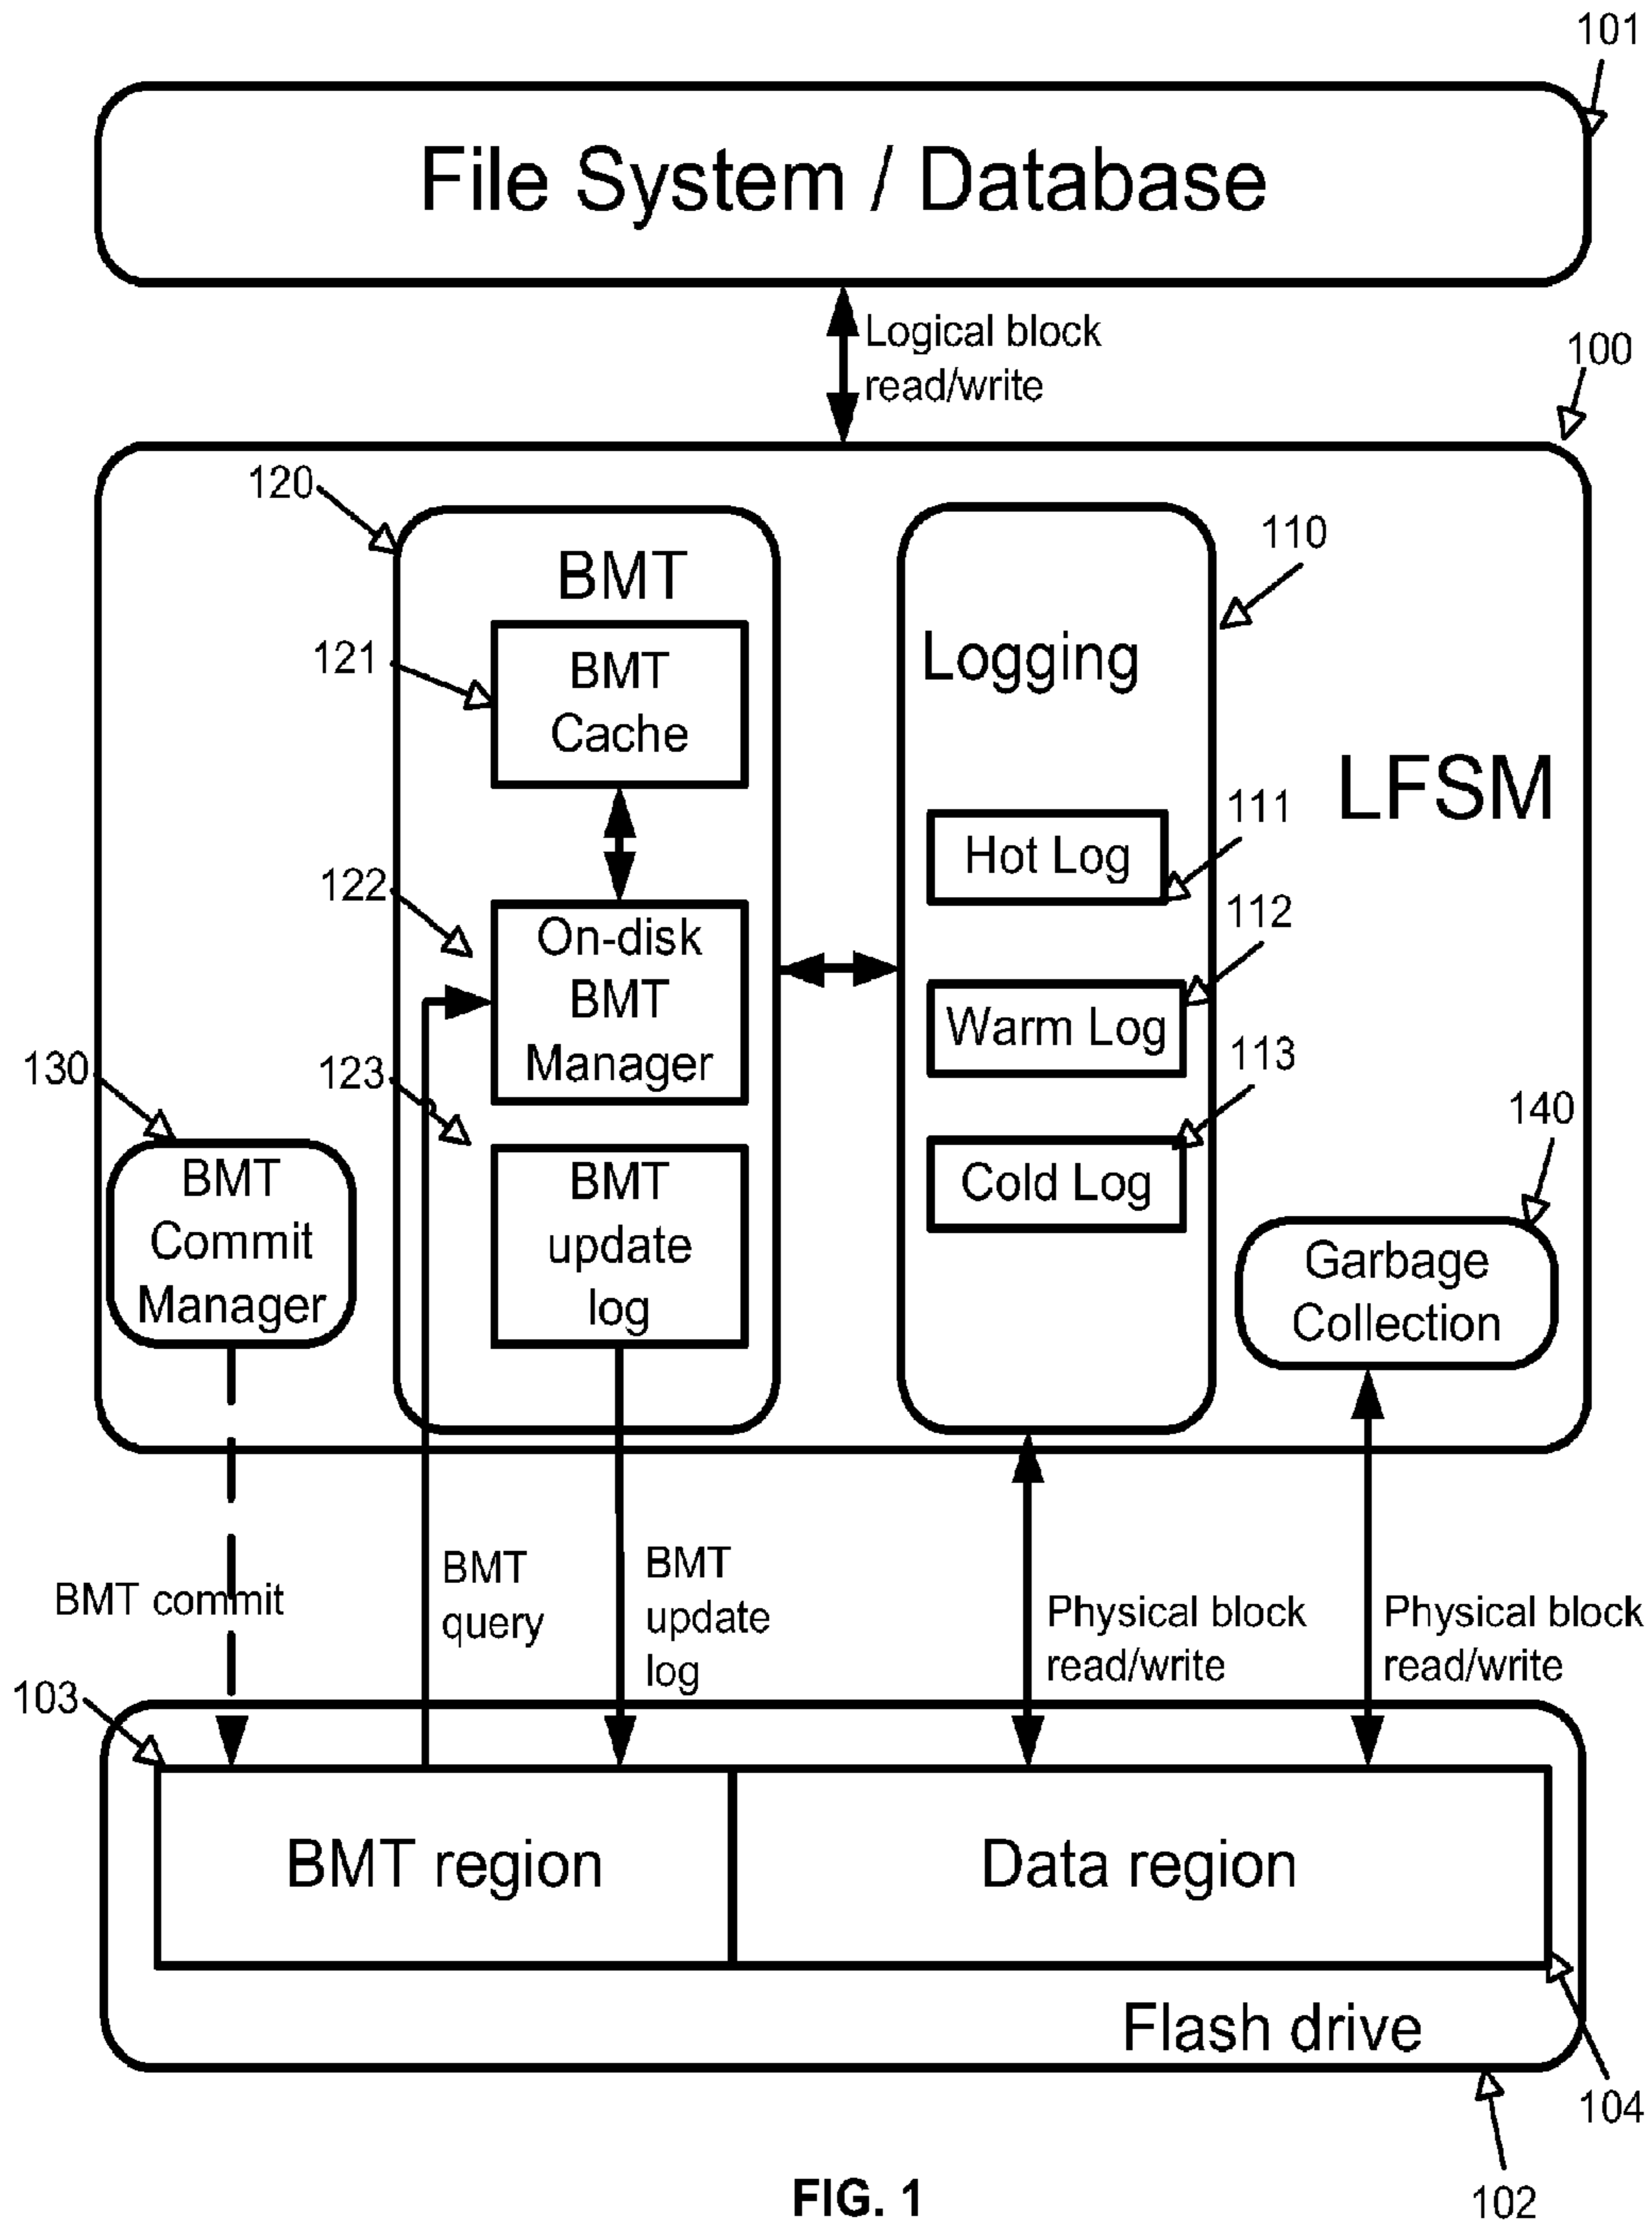 101
File System / Database
Logical block
read/write
100
120
BMT
110
Logging
121
BMT
Cache
LFSM
111
Hot Log
122
On-disk
BMT
Manager
112
Warm Log
130
123
113
BMT
Commit
Manager
BMT
update
log
Cold Log
140
Garbage
Collection
BMT commit
BMT
query
BMT
update
log
Physical block
read/write
Physical block
read/write
103
BMT region
Data region
Flash drive
104
102
FIG. 1